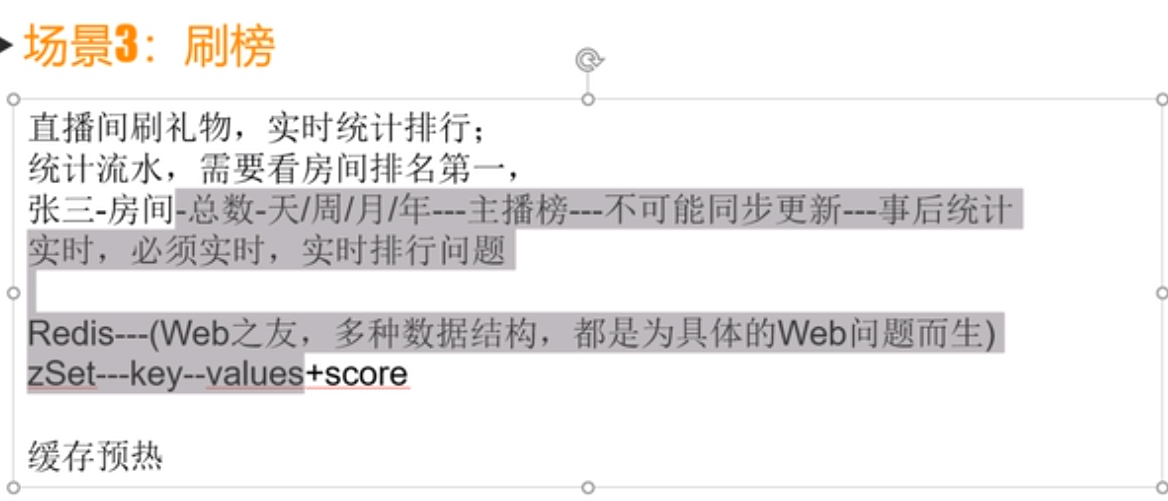 场景3：刷榜
直播间刷礼物，实时统计排行；
统计流水，需要看房间排名第一，
张三-房间-总数-天/周/月/年---主播榜---不可能同步更新---事后统计
实时，必须实时，实时排行问题
Redis---(Web之友，多种数据结构，都是为具体的Web问题而生)
zSet---key--values+score
缓存预热